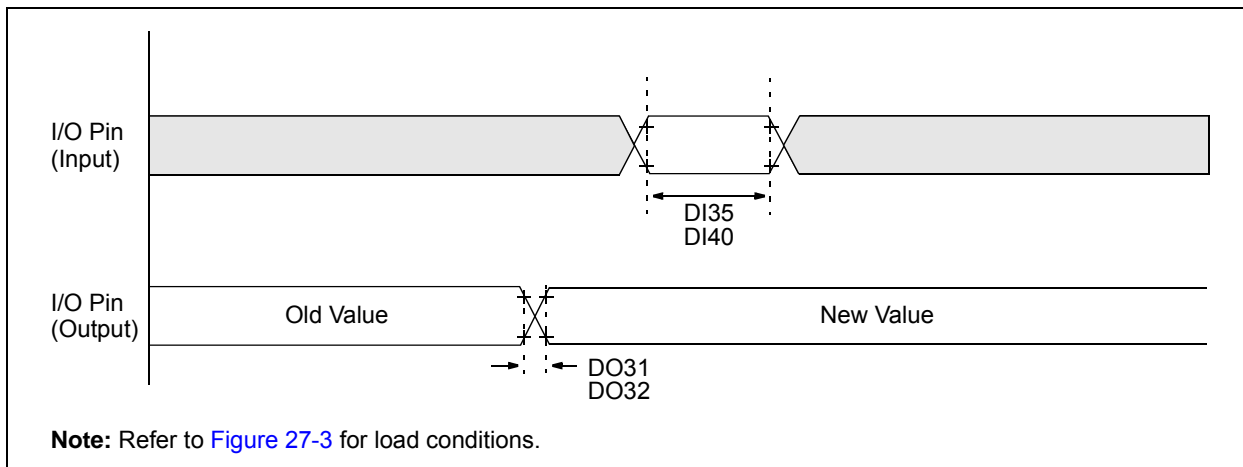 I/O Pin
(Input)
DI35
DI40
I/O Pin
(Output)
Old Value
New Value
DO31
DO32
Note: Refer to Figure 27-3 for load conditions.